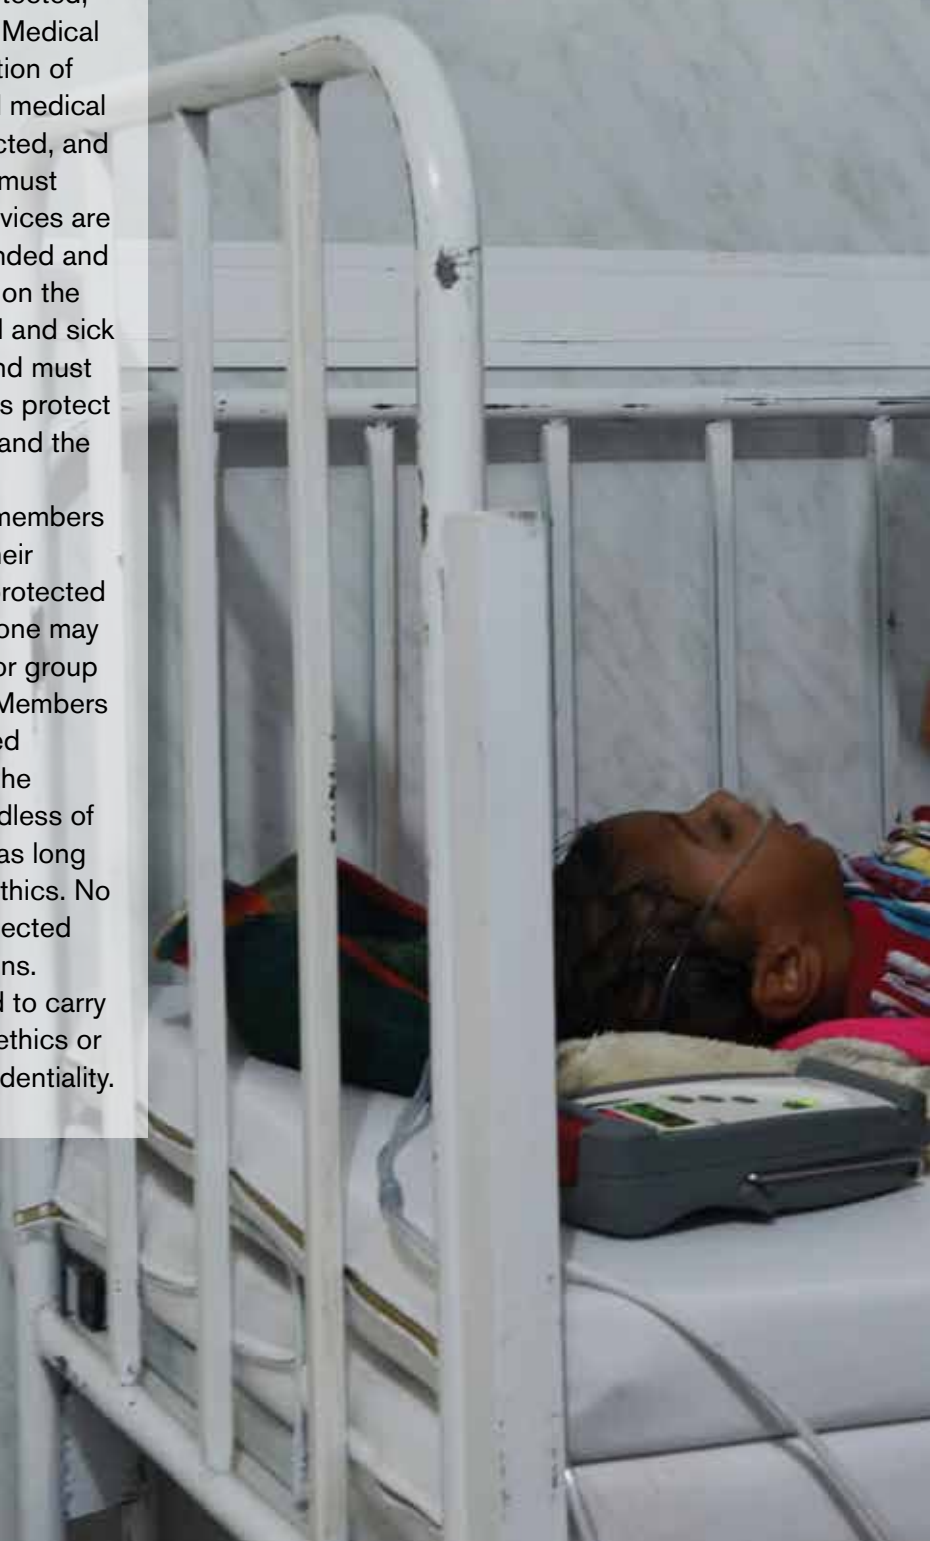 Medical
tion of
medical
cted, and
must
vices are
nded and
on the
and sick
nd must
s protect
and the
members
eir
rotected
one may
or group
Members
ed
he
dless of
as long
thics. No
ected
ns.
to carry
ethics or
dentiality.